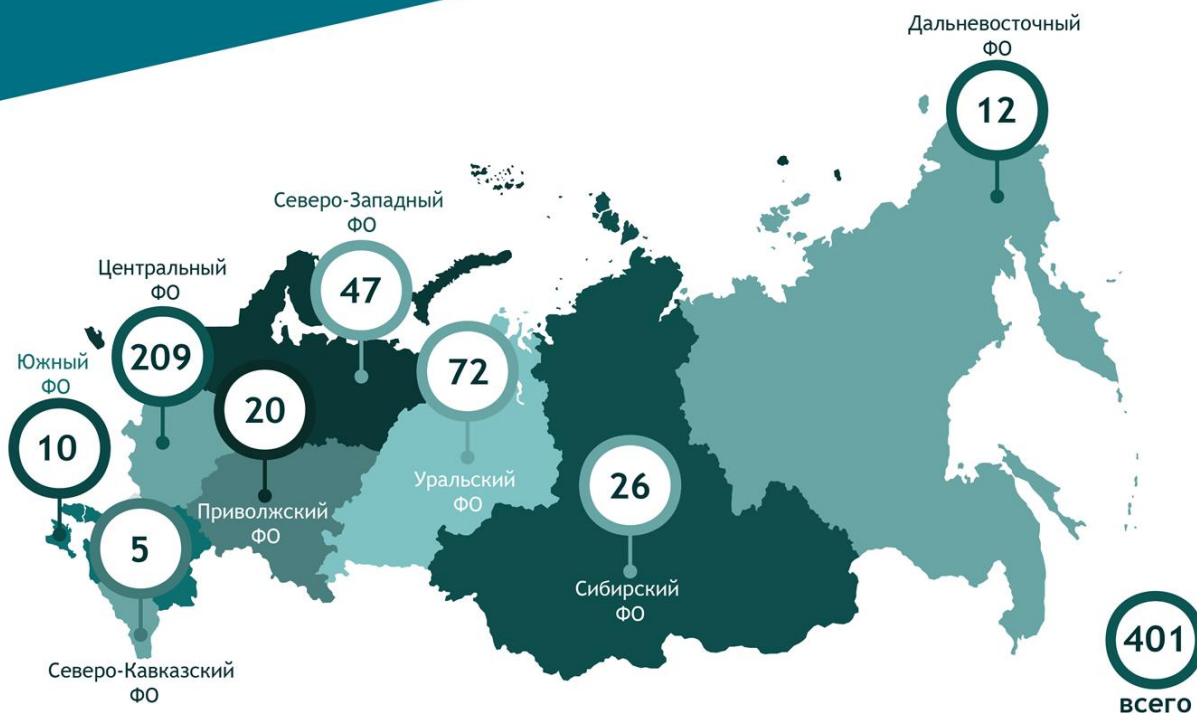 Дальневосточный
ФО
12
Северо-Западный
ФО
47
Центральный
ФО
209
Южный
ФО
10
20
Приволжский
ФО
72
Уральский
ФО
26
Сибирский
ФО
5
Северо-Кавказский
ФО
401
всего